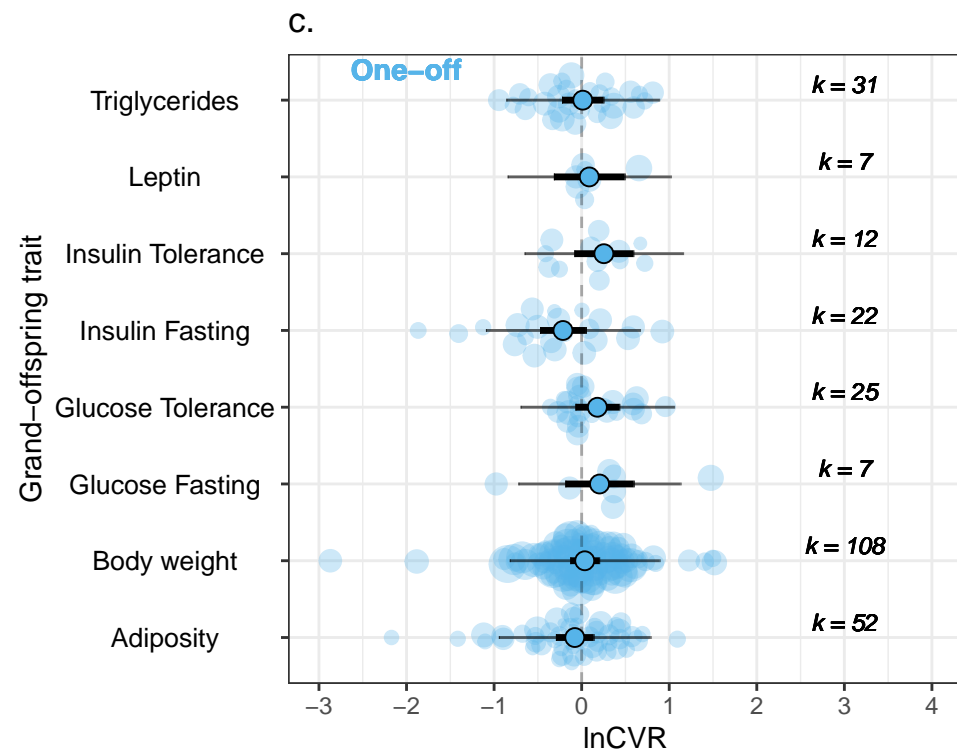 c.
One–off
Triglycerides
k = 31
Leptin
k = 7
Insulin Tolerance
k = 12
Insulin Fasting
k = 22
Glucose Tolerance
k = 25
Glucose Fasting
k = 7
Body weight
k = 108
Adiposity
k = 52
Grand–offspring trait
−3 −2 −1 0 1 2 3 4
lnCVR